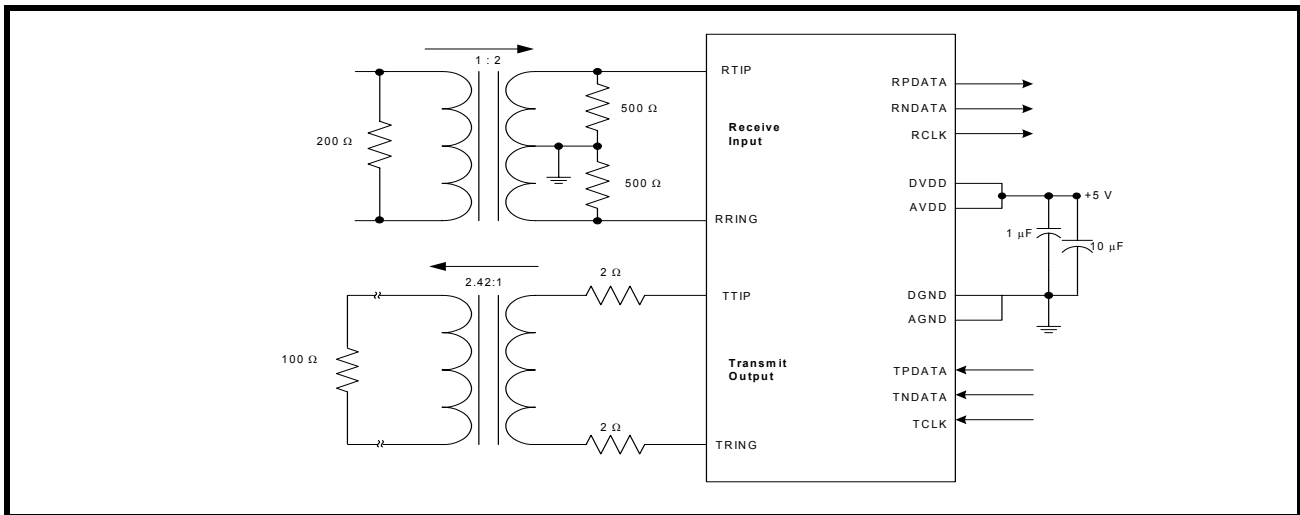 1 : 2
RTIP
RPDATA
500 Ω
RNDATA
Receive
Input
200 Ω
RCLK
500 Ω
DVDD
+5 V
AVDD
RRING
1 μF
10 μF
2.42:1
2 Ω
TTIP
DGND
AGND
100 Ω
Transmit
Output
TPDATA
TNDATA
2 Ω
TCLK
TRING